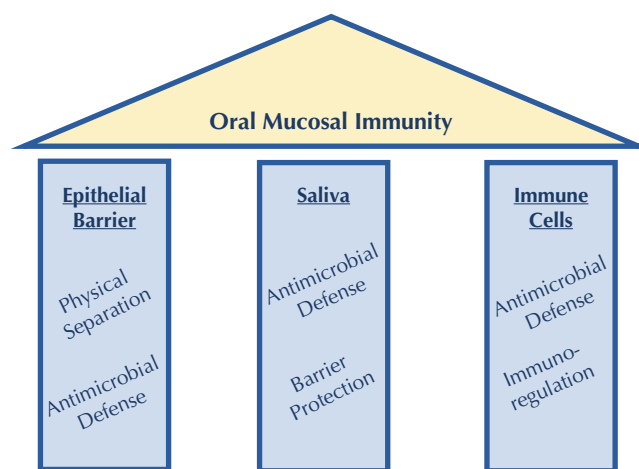 Oral Mucosal Immunity
Epithelial
Barrier
Physical
Separation
Antimicrobial
Defense
Saliva
Antimicrobial
Defense
Barrier
Protection
Immune
Cells
Antimicrobial
Defense
Immuno-
regulation